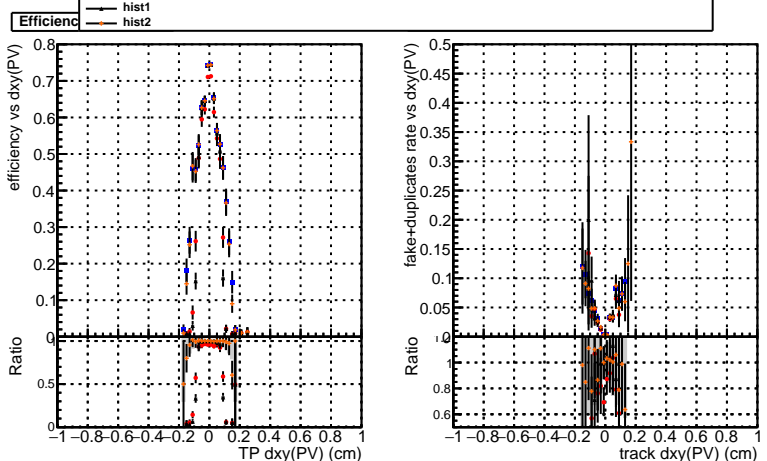 hist1
Efficienc
hist2
efficiency vs dxy(PV)
0.8
0.7
0.6
0.5
0.4
0.3
0.2
0.1
0
Ratio
1
0.5
0
−1 −0.8 −0.6 −0.4 −0.2 0 0.2 0.4 0.6 0.8 1
TP dxy(PV) (cm)
fake+duplicates rate vs dxy(PV)
0.5
0.45
0.4
0.35
0.3
0.25
0.2
0.15
0.1
0.05
0
Ratio
1
0.8
0.6
−1 −0.8 −0.6 −0.4 −0.2 0 0.2 0.4 0.6 0.8 1
track dxy(PV) (cm)